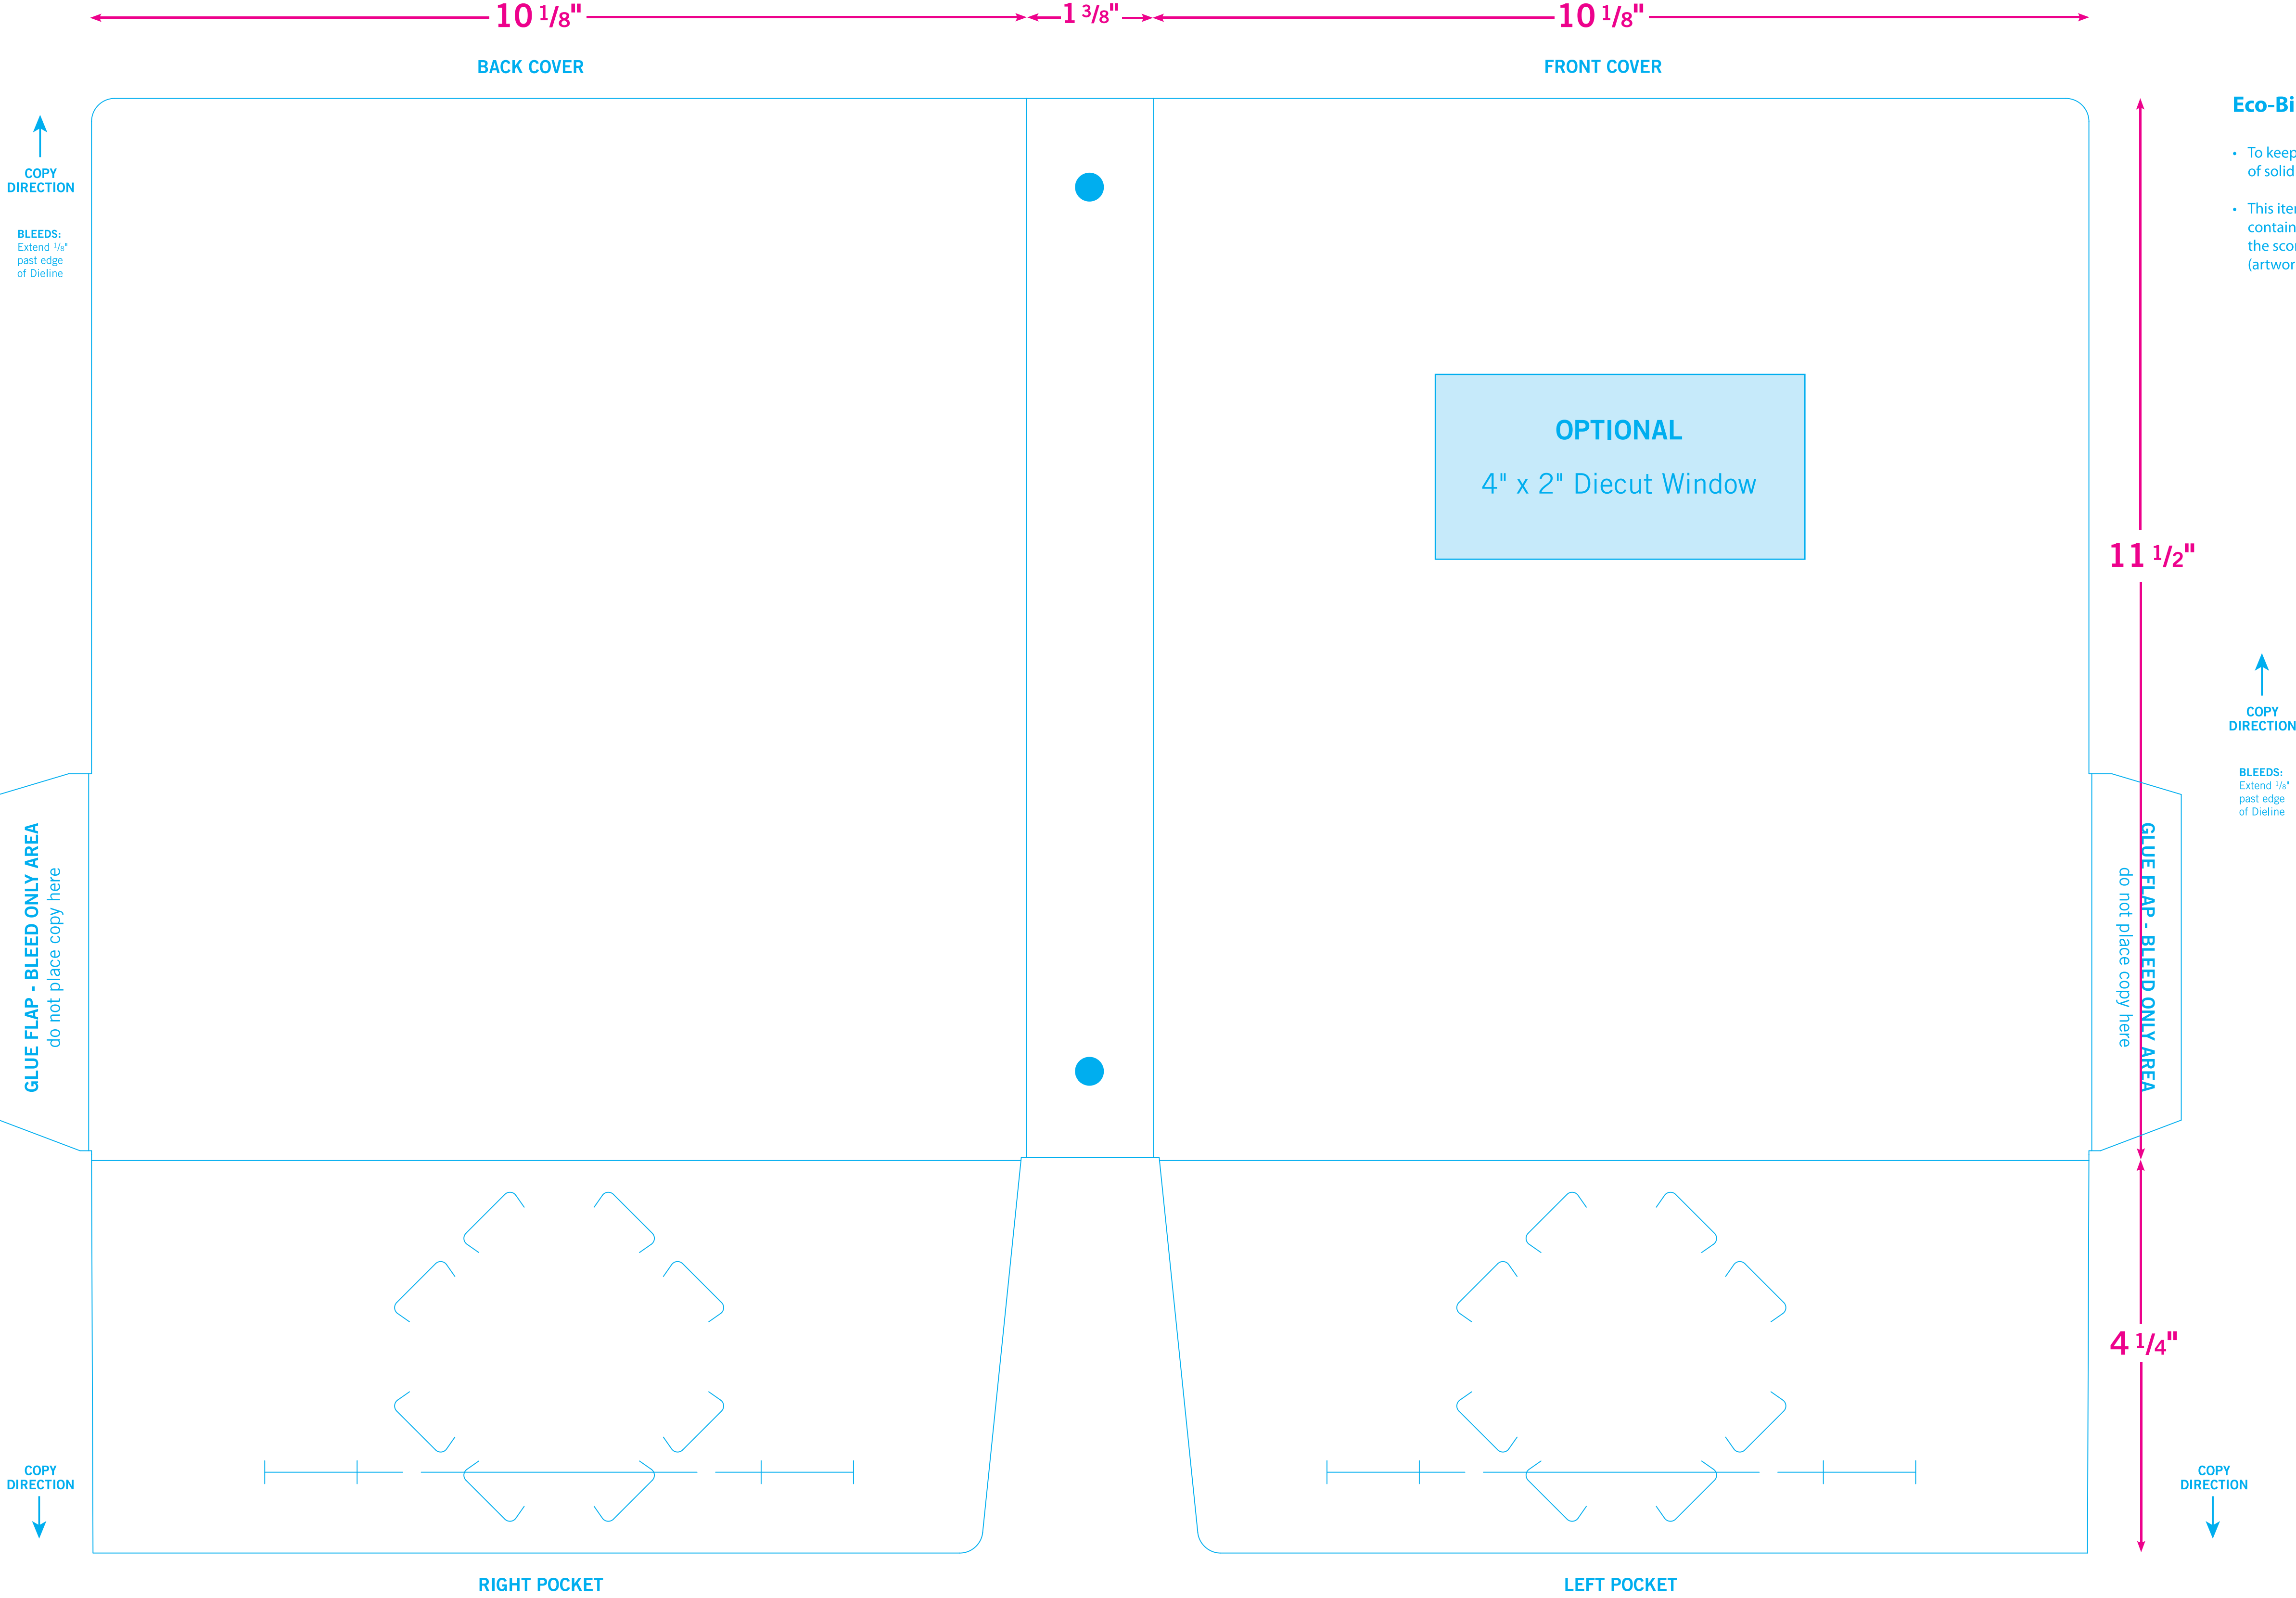 10 1/8"
1 3/8"
10 1/8"
BACK COVER
FRONT COVER
COPY
DIRECTION
BLEEDS:
Extend 1/8"
past edge
of Dieline
Eco-Bi
• To keep
of solid
• This iter
contain
the sco
(artwor
OPTIONAL
4" x 2" Diecut Window
11 1/2"
COPY
DIRECTION
BLEEDS:
Extend 1/8"
past edge
of Dieline
GLUE FLAP - BLEED ONLY AREA
do not place copy here
GLUE FLAP - BLEED ONLY AREA
do not place copy here
4 1/4"
COPY
DIRECTION
COPY
DIRECTION
RIGHT POCKET
LEFT POCKET